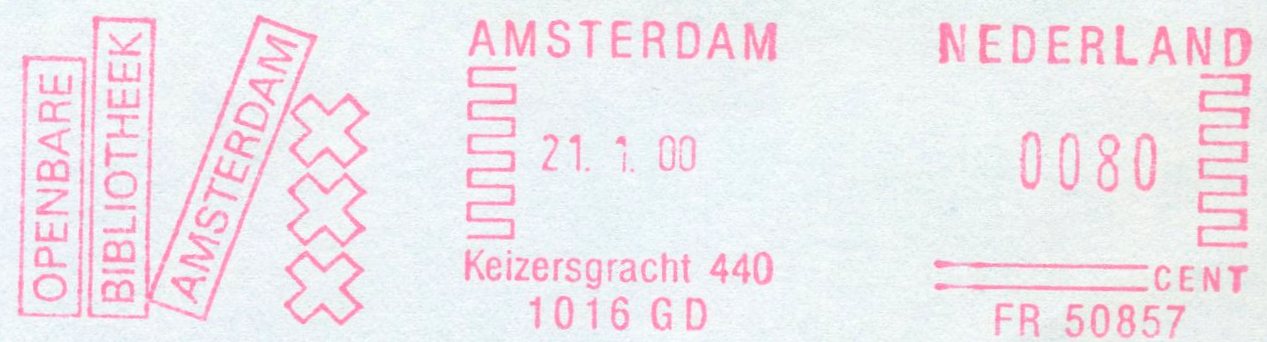 OPENBARE
BIBLIOTHEEK
AMSTERDAM
AMSTERDAM
21. 1. 00
Keizersgracht 440
1016 GD
NEDERLAND
0080
CENT
FR 50857